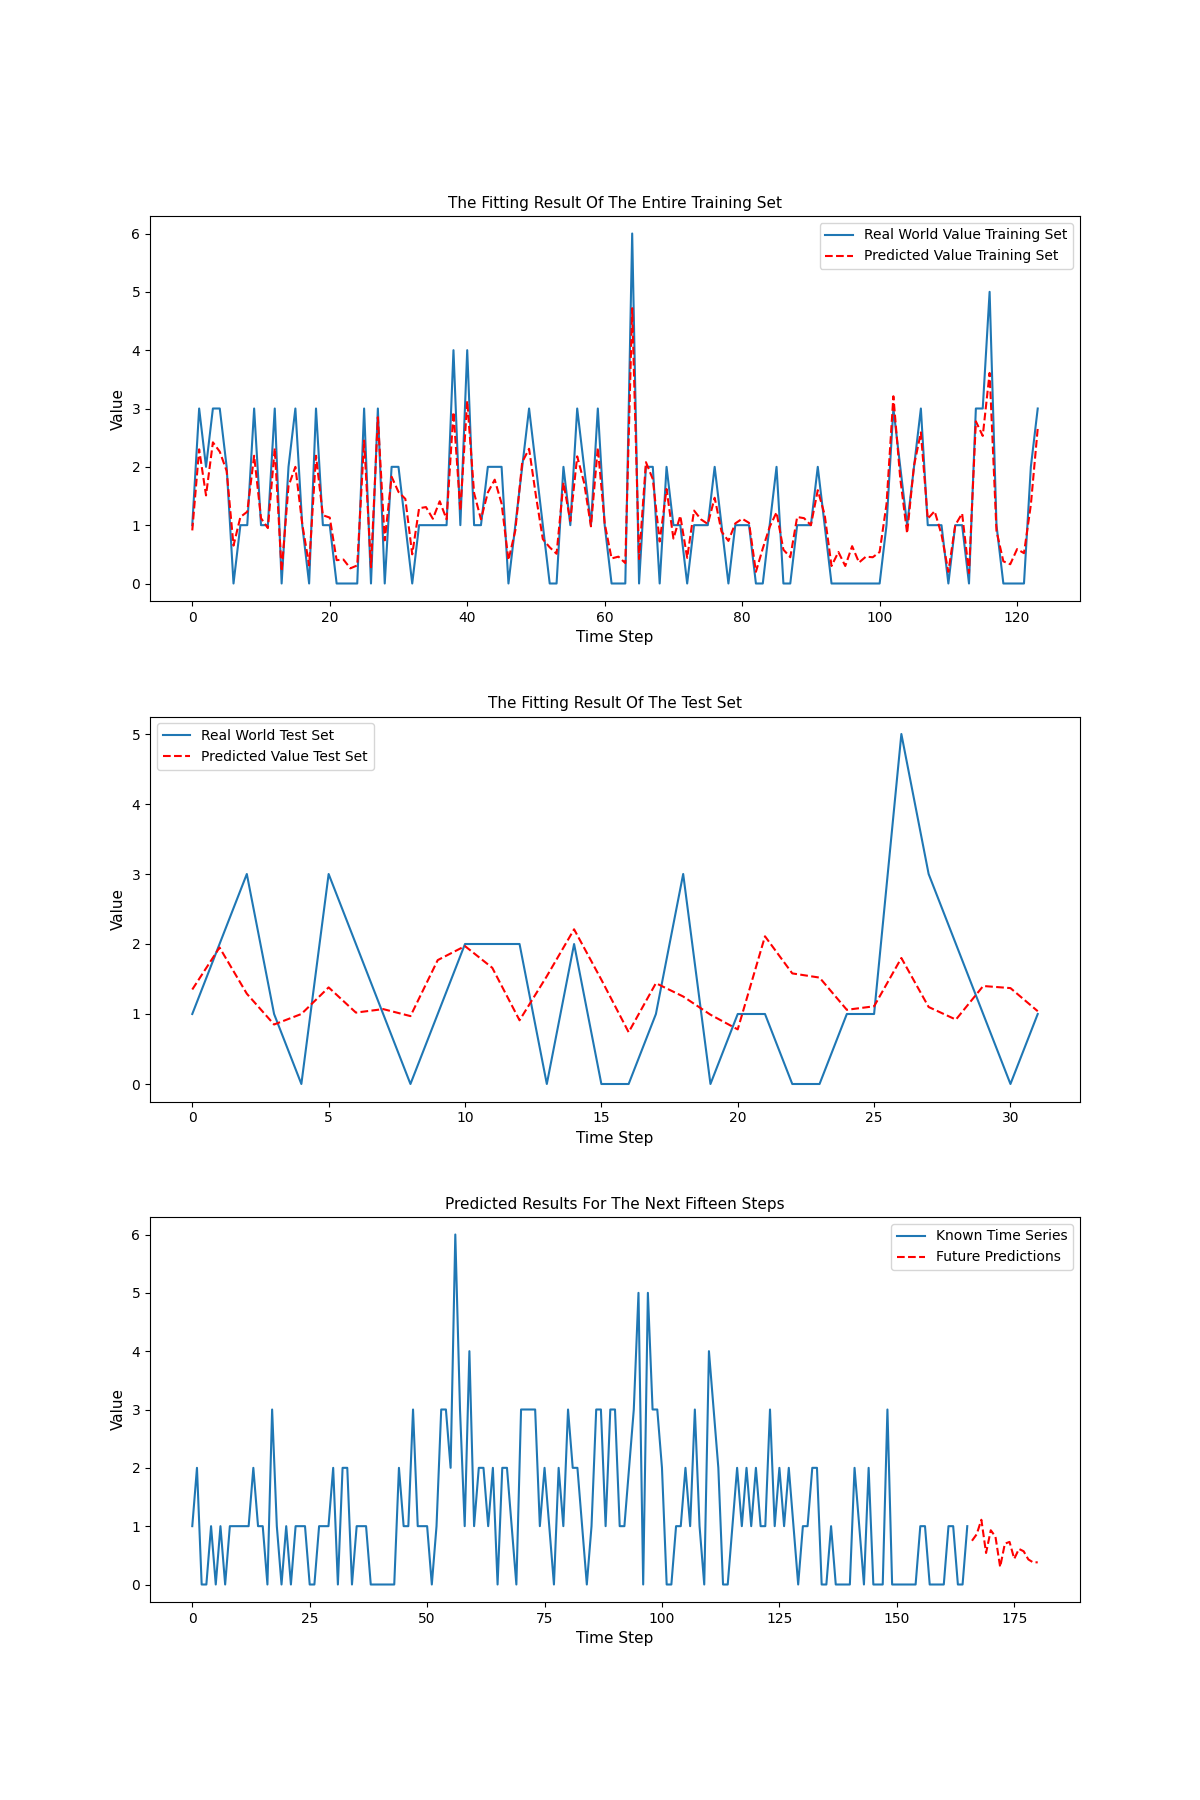 The Fitting Result Of The Entire Training Set
6
5
4
3
2
1
0
Value
Real World Value Training Set
Predicted Value Training Set
0 20 40 60 80 100 120
Time Step
The Fitting Result Of The Test Set
5
4
3
2
1
0
Value
Real World Test Set
Predicted Value Test Set
0 5 10 15 20 25 30
Time Step
Predicted Results For The Next Fifteen Steps
6
5
4
3
2
1
0
Value
Known Time Series
Future Predictions
0 25 50 75 100 125 150 175
Time Step